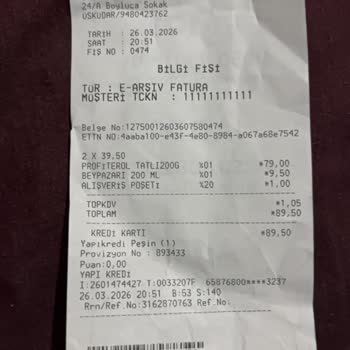 24/A Boyluca Sokak
ÜSKÜDAR/9480423762
TARİH : 26.03.2026
SAAT : 20:51
FİŞ NO : 0474
BİLGİ FİŞİ
TÜR : E-ARŞİV FATURA
MÜŞTERİ TCKN : 11111111111
Belge No:1275001260360758047​4
ETTN NO:4aaba100-e43f-4e80-8984-a067a68e7542
2 X 39,50
PROFİTEROL TATLI200G %01 *79,00
BEYPAZARI 200 ML %01 *9,50
ALIŞVERİŞ POŞETİ %20 *1,00
TOPKDV *1,05
TOPLAM *89,50
KREDİ KARTI *89,50
Yapıkredi Peşin (1)
Provizyon No : 893433
Puan:0,00
YAPI KREDİ
I:2601474427 T:0033207F 65876800****3237
26.03.2026 20:51 B:53 S:140
Rrn/Ref.No:3162870763 Ref.No: